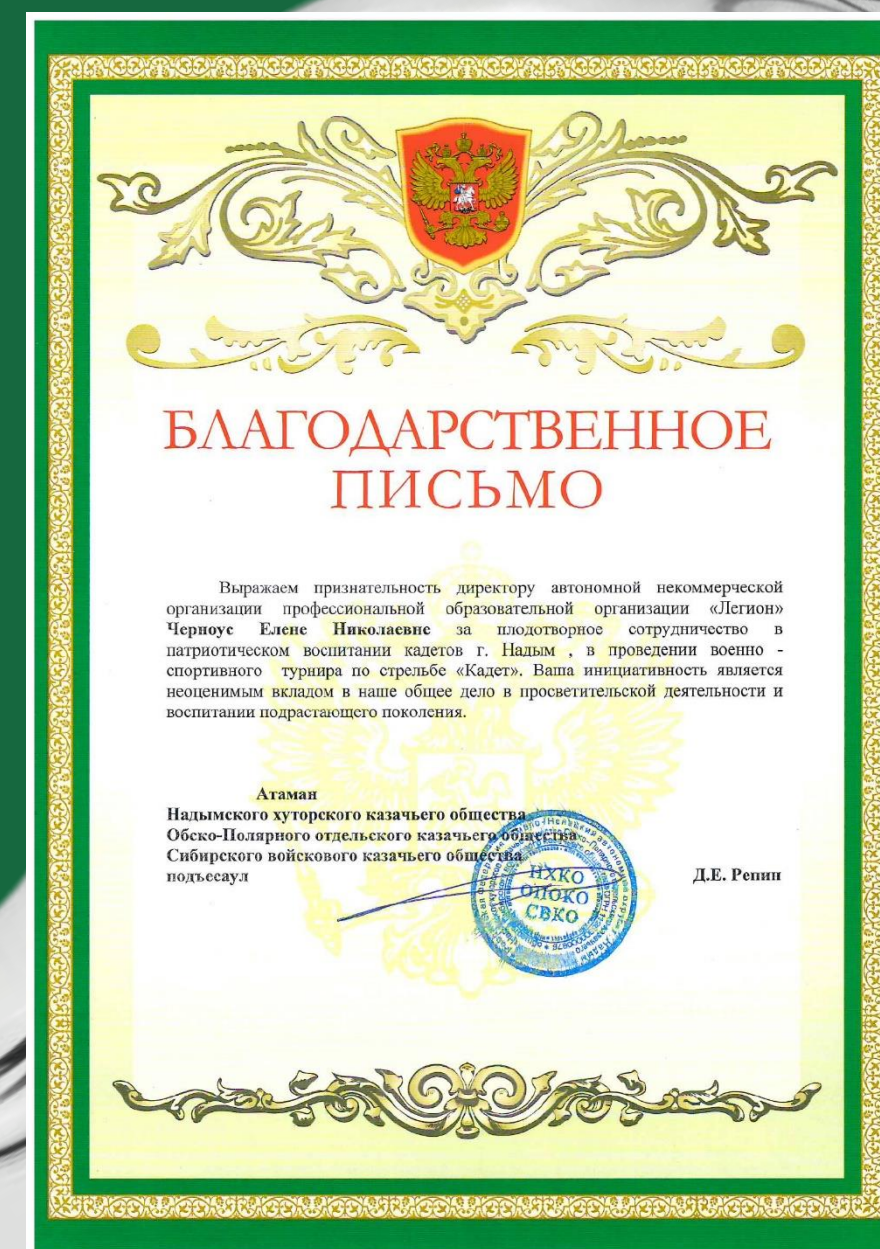 БЛАГОДАРСТВЕННОЕ
ПИСЬМО
Выражаем признательность директору автономной некоммерческой
организации профессиональной образовательной организации «Легион»
Черноус Елене Николаевне за плодотворное сотрудничество в
патриотическом воспитании кадетов г. Надым , в проведении военно -
спортивного турнира по стрельбе «Кадет». Ваша инициативность является
неоценимым вкладом в наше общее дело в просветительской деятельности и
воспитании подрастающего поколения.
Атаман
Надымского хуторского казачьего общества
Обско-Полярного отдельского казачьего общества
Сибирского войскового казачьего общества
подъесаул Д.Е. Репин
НХКО
ОПОКО
СВКО